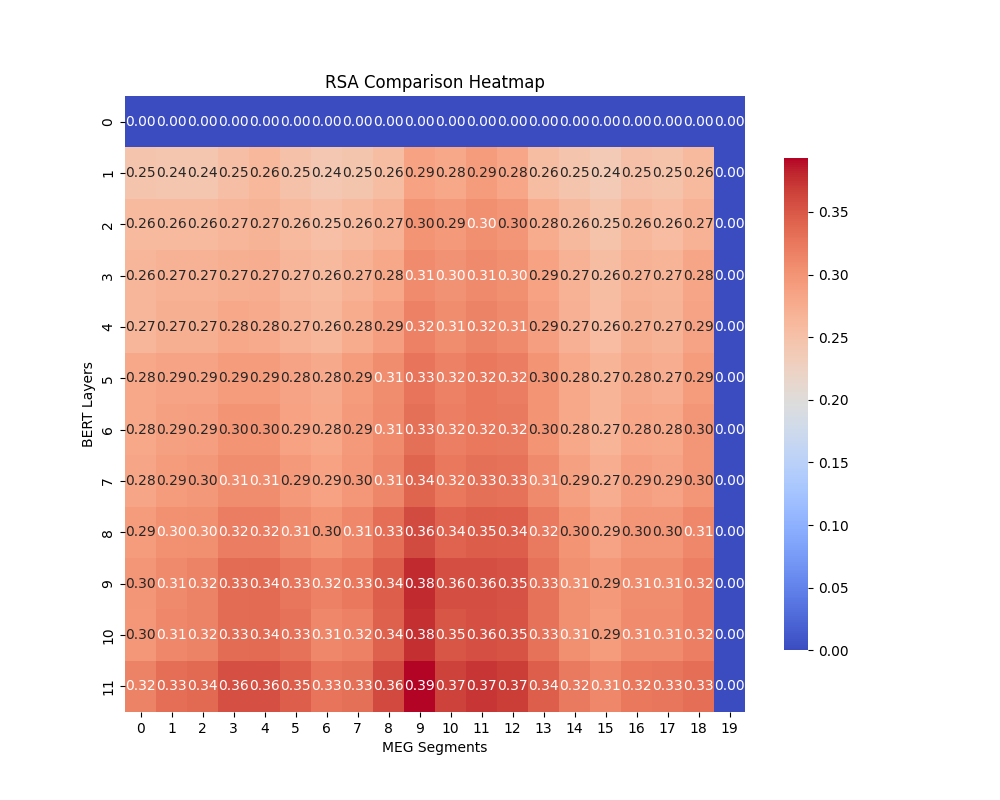 RSA Comparison Heatmap
0 0.00 0.00 0.00 0.00 0.00 0.00 0.00 0.00 0.00 0.00 0.00 0.00 0.00 0.00 0.00 0.00 0.00 0.00 0.00 0.00
1 0.25 0.24 0.24 0.25 0.26 0.25 0.24 0.25 0.26 0.29 0.28 0.29 0.28 0.26 0.25 0.24 0.25 0.25 0.26 0.00
2 0.26 0.26 0.26 0.27 0.27 0.26 0.25 0.26 0.27 0.30 0.29 0.30 0.30 0.28 0.26 0.25 0.26 0.26 0.27 0.00
3 0.26 0.27 0.27 0.27 0.27 0.27 0.26 0.27 0.28 0.31 0.30 0.31 0.30 0.29 0.27 0.26 0.27 0.27 0.28 0.00
4 0.27 0.27 0.27 0.28 0.28 0.27 0.26 0.28 0.29 0.32 0.31 0.32 0.31 0.29 0.27 0.26 0.27 0.27 0.29 0.00
5 0.28 0.29 0.29 0.29 0.29 0.28 0.28 0.29 0.31 0.33 0.32 0.32 0.32 0.30 0.28 0.27 0.28 0.27 0.29 0.00
6 0.28 0.29 0.29 0.30 0.30 0.29 0.28 0.29 0.31 0.33 0.32 0.32 0.32 0.30 0.28 0.27 0.28 0.28 0.30 0.00
7 0.28 0.29 0.30 0.31 0.31 0.29 0.29 0.30 0.31 0.34 0.32 0.33 0.33 0.31 0.29 0.27 0.29 0.29 0.30 0.00
8 0.29 0.30 0.30 0.32 0.32 0.31 0.30 0.31 0.33 0.36 0.34 0.35 0.34 0.32 0.30 0.29 0.30 0.30 0.31 0.00
9 0.30 0.31 0.32 0.33 0.34 0.33 0.32 0.33 0.34 0.38 0.36 0.36 0.35 0.33 0.31 0.29 0.31 0.31 0.32 0.00
10 0.30 0.31 0.32 0.33 0.34 0.33 0.31 0.32 0.34 0.38 0.35 0.36 0.35 0.33 0.31 0.29 0.31 0.31 0.32 0.00
11 0.32 0.33 0.34 0.36 0.36 0.35 0.33 0.33 0.36 0.39 0.37 0.37 0.37 0.34 0.32 0.31 0.32 0.33 0.33 0.00
0 1 2 3 4 5 6 7 8 9 10 11 12 13 14 15 16 17 18 19
MEG Segments
BERT Layers
0.35
0.30
0.25
0.20
0.15
0.10
0.05
0.00